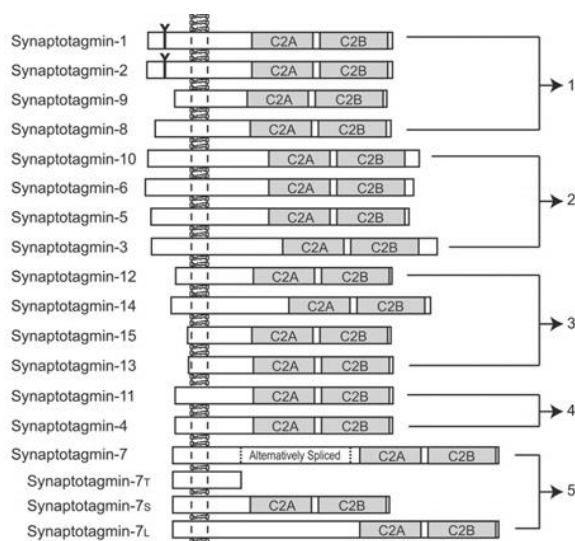 Synaptotagmin-1 C2A C2B
Synaptotagmin-2 C2A C2B
1
Synaptotagmin-9 C2A C2B
Synaptotagmin-8 C2A C2B
Synaptotagmin-10 C2A C2B
Synaptotagmin-6 C2A C2B
2
Synaptotagmin-5 C2A C2B
Synaptotagmin-3 C2A C2B
Synaptotagmin-12 C2A C2B
Synaptotagmin-14 C2A C2B
3
Synaptotagmin-15 C2A C2B
Synaptotagmin-13 C2A C2B
Synaptotagmin-11 C2A C2B
4
Synaptotagmin-4 C2A C2B
Synaptotagmin-7 Alternatively Spliced C2A C2B
Synaptotagmin-7T
5
Synaptotagmin-7S C2A C2B
Synaptotagmin-7L C2A C2B